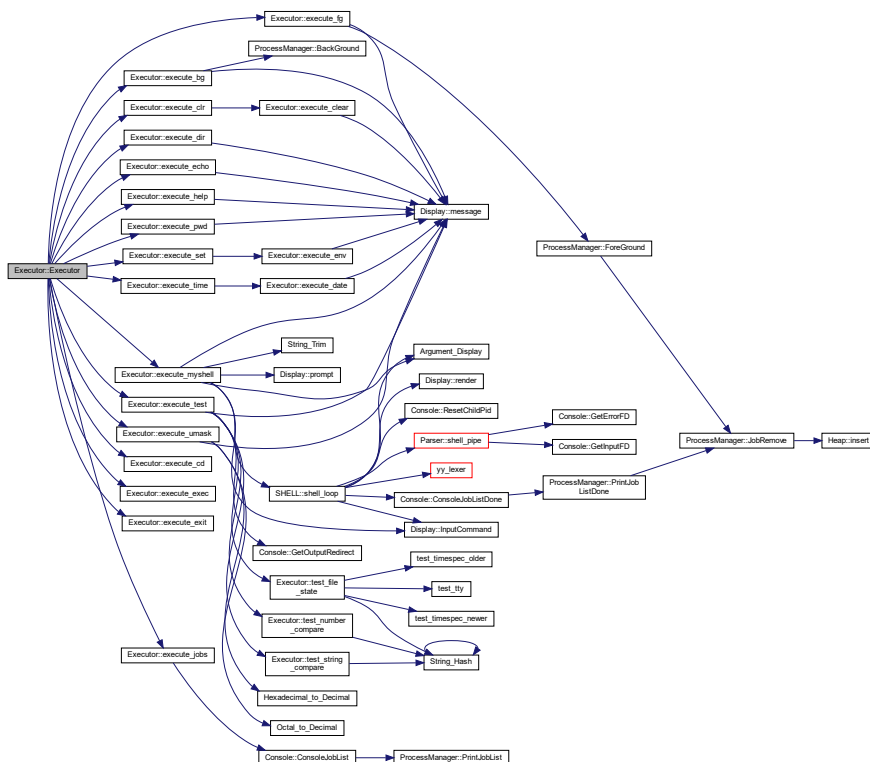 Executor::execute_fg
ProcessManager::BackGround
Executor::execute_bg
Executor::execute_clr
Executor::execute_clear
Executor::execute_dir
Executor::execute_echo
Executor::execute_help
Display::message
Executor::execute_pwd
ProcessManager::ForeGround
Executor::execute_set
Executor::execute_env
Executor::Executor
Executor::execute_time
Executor::execute_date
String_Trim
Argument_Display
Executor::execute_myshell
Display::prompt
Display::render
Executor::execute_test
Console::ResetChildPid
Console::GetErrorFD
Executor::execute_umask
Parser::shell_pipe
ProcessManager::JobRemove
Heap::insert
Console::GetInputFD
Executor::execute_cd
yy_lexer
ProcessManager::PrintJob
ListDone
Executor::execute_exec
SHELL::shell_loop
Console::ConsoleJobListDone
Executor::execute_exit
Display::InputCommand
Console::GetOutputRedirect
test_timespec_older
Executor::test_file
_state
test_tty
test_timespec_newer
Executor::test_number
_compare
Executor::execute_jobs
Executor::test_string
_compare
String_Hash
Hexadecimal_to_Decimal
Octal_to_Decimal
Console::ConsoleJobList
ProcessManager::PrintJobList